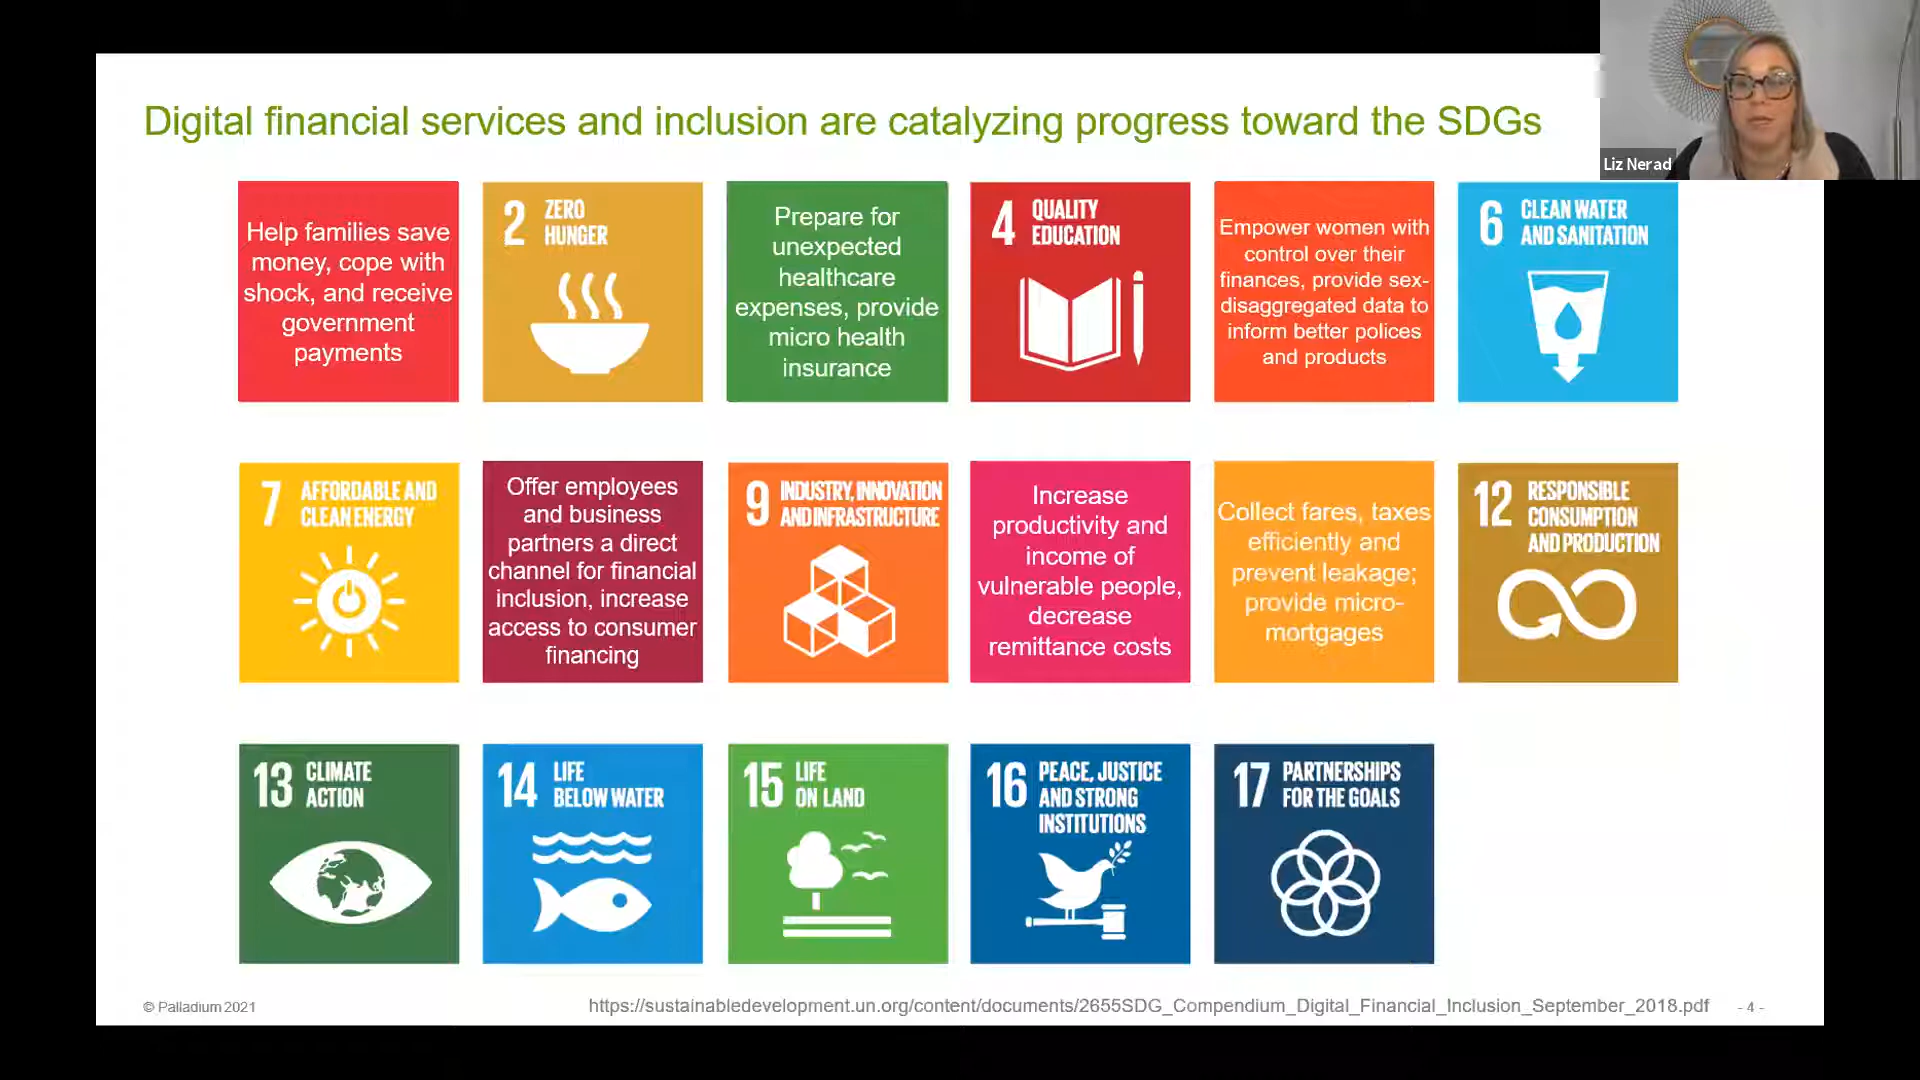 Digital financial services and inclusion are catalyzing progress toward the SDGs
Liz Nerad
Help families save
money, cope with
shock, and receive
government
payments
2 ZERO
HUNGER
Prepare for
unexpected
healthcare
expenses, provide
micro health
insurance
4 QUALITY
EDUCATION
Empower women with
control over their
finances, provide sex-
disaggregated data to
inform better polices
and products
6 CLEAN WATER
AND SANITATION
7 AFFORDABLE AND
CLEAN ENERGY
Offer employees
and business
partners a direct
channel for financial
inclusion, increase
access to consumer
financing
9 INDUSTRY, INNOVATION
AND INFRASTRUCTURE
Increase
productivity and
income of
vulnerable people,
decrease
remittance costs
Collect fares, taxes
efficiently and
prevent leakage;
provide micro-
mortgages
12 RESPONSIBLE
CONSUMPTION
AND PRODUCTION
13 CLIMATE
ACTION
14 LIFE
BELOW WATER
15 LIFE
ON LAND
16 PEACE, JUSTICE
AND STRONG
INSTITUTIONS
17 PARTNERSHIPS
FOR THE GOALS
© Palladium 2021
https://sustainabledevelopment.un.org/content/documents/2655SDG_Compendium_Digital_Financial_Inclusion_September_2018.pdf
- 4 -